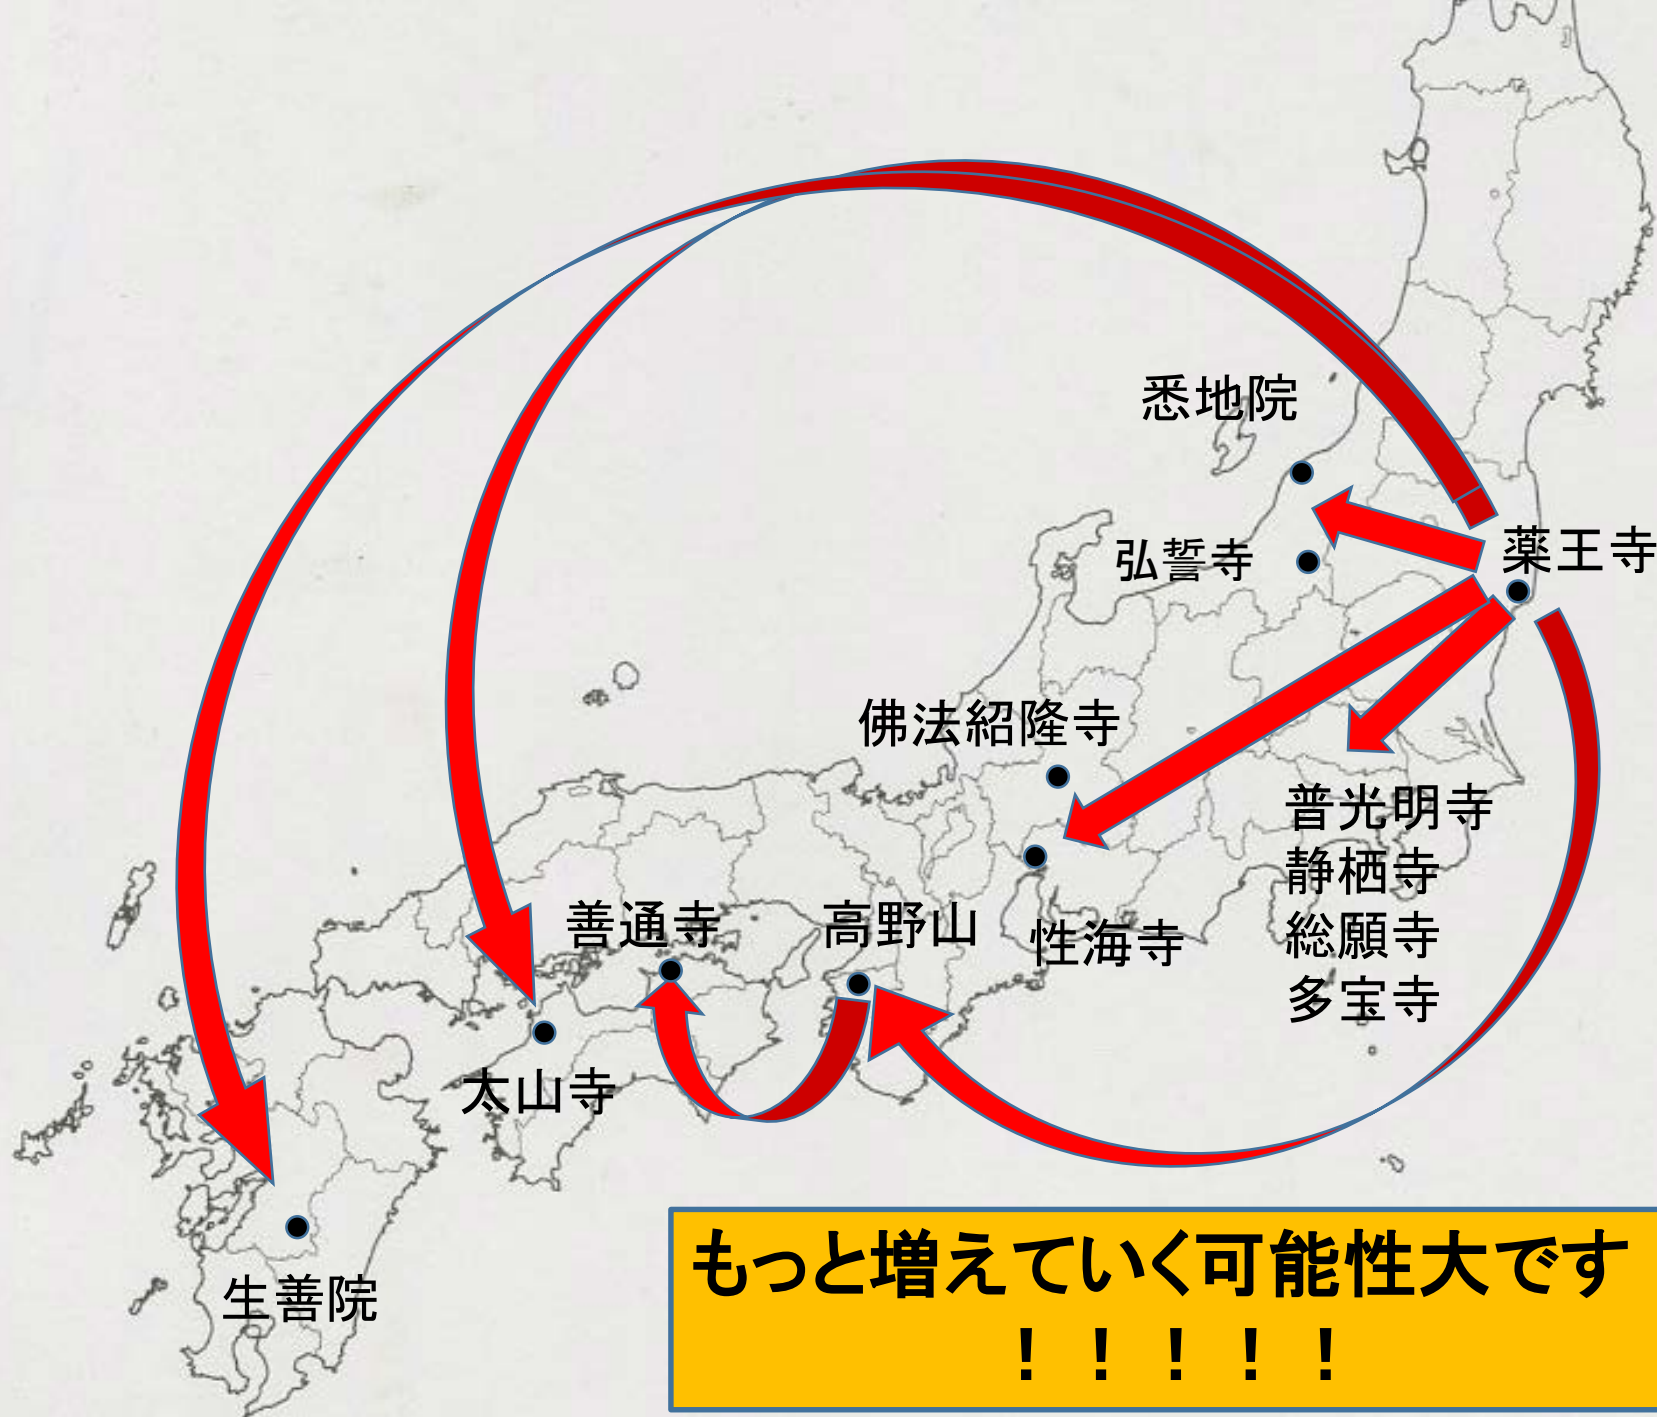 悉地院
弘誓寺
薬王寺
佛法紹隆寺
普光明寺
静栖寺
総願寺
多宝寺
善通寺
高野山
性海寺
太山寺
生善院
もっと増えていく可能性大です
！！！！！